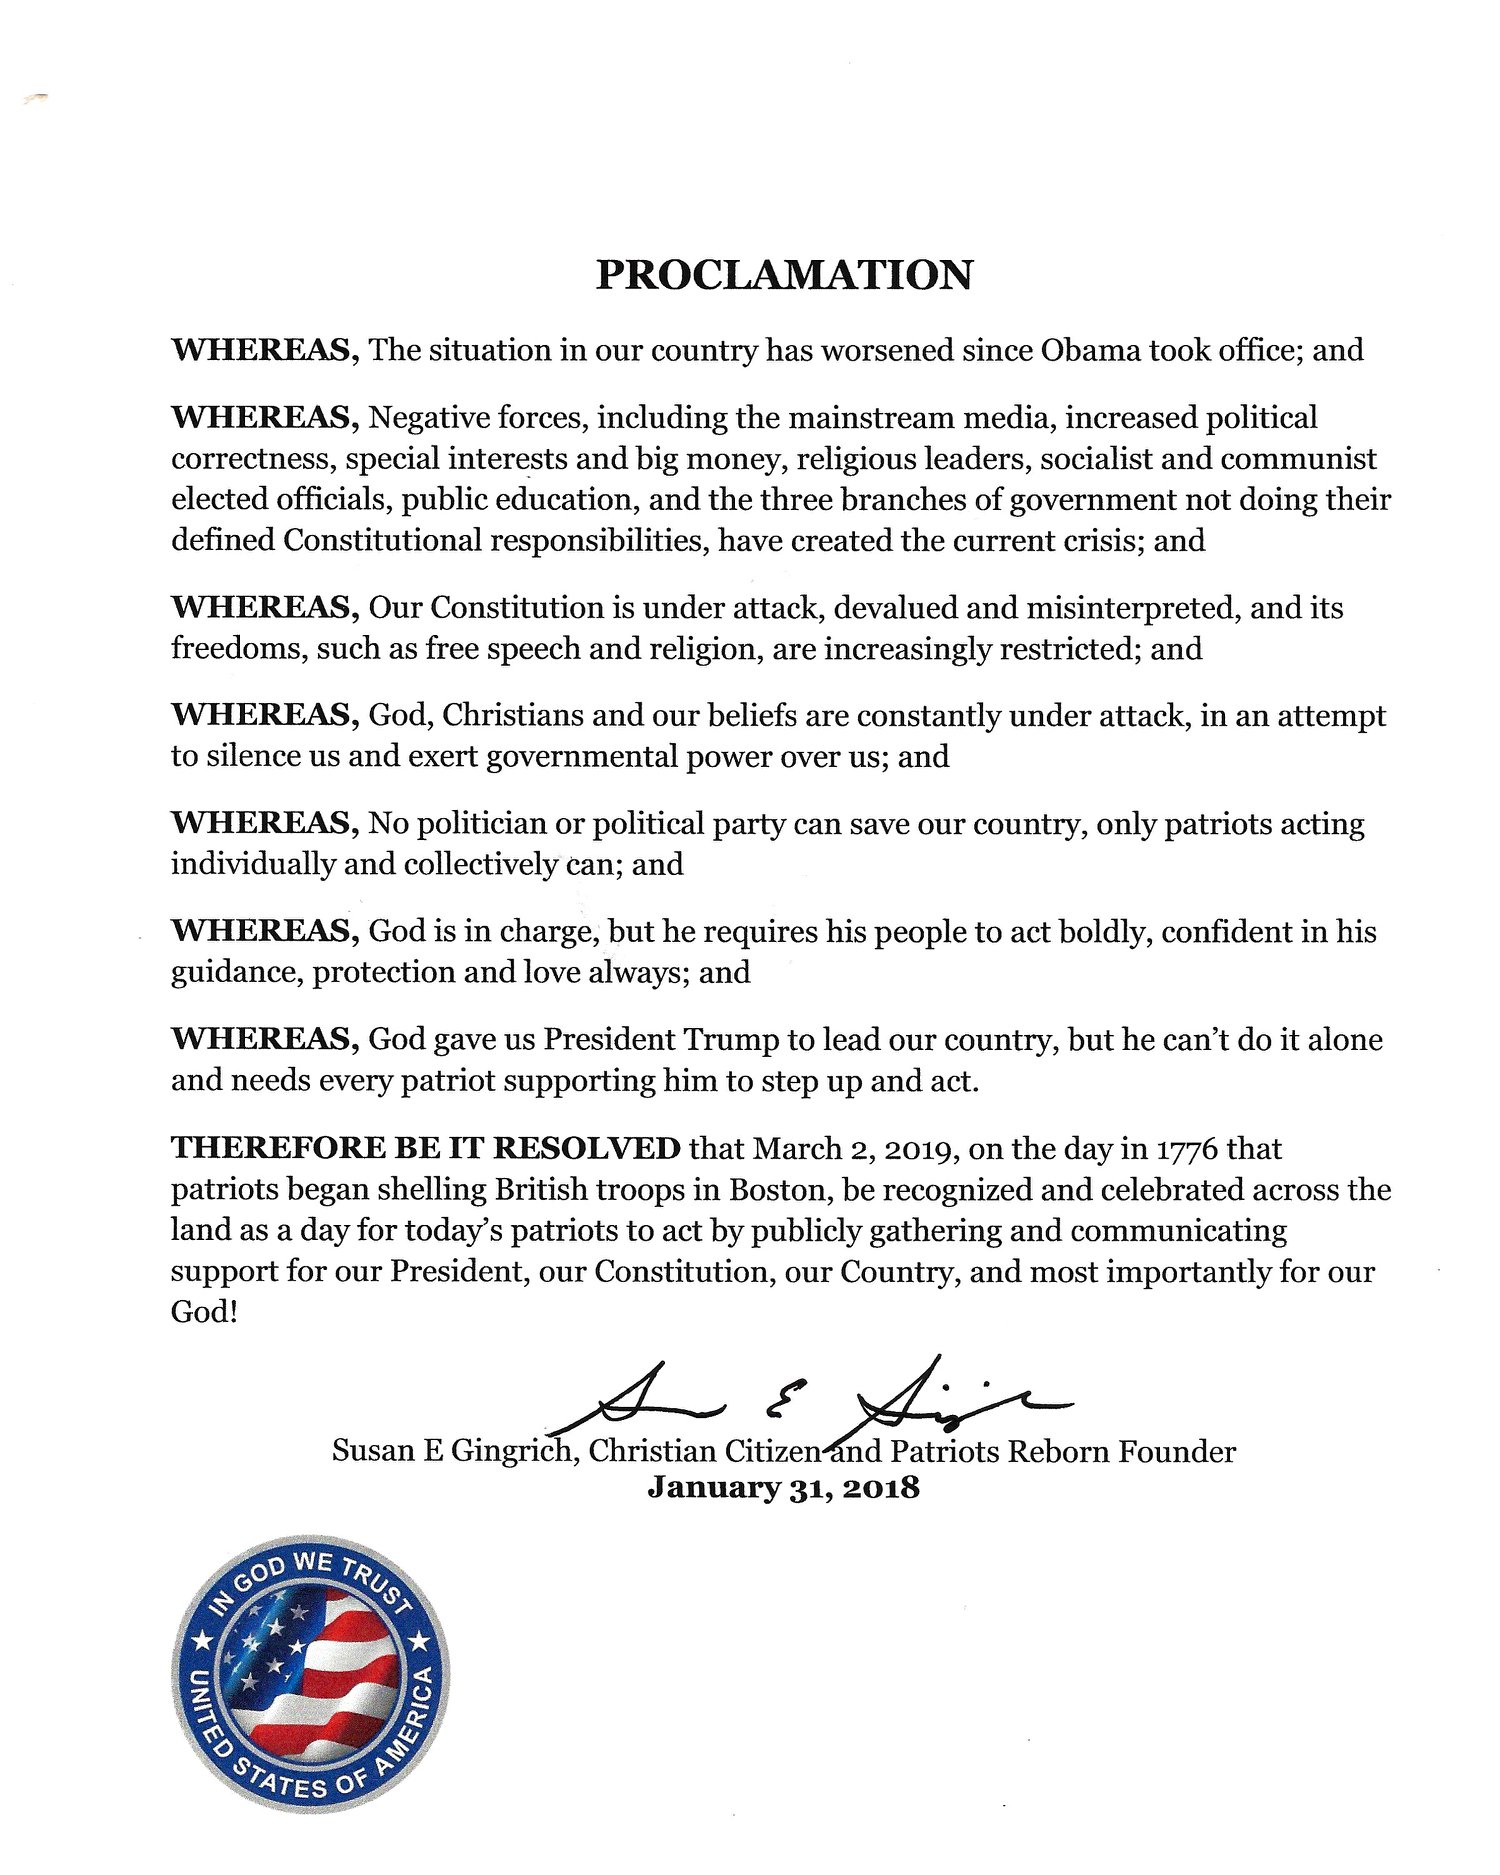 PROCLAMATION
WHEREAS, The situation in our country has worsened since Obama took office; and
WHEREAS, Negative forces, including the mainstream media, increased political
correctness, special interests and big money, religious leaders, socialist and communist
elected officials, public education, and the three branches of government not doing their
defined Constitutional responsibilities, have created the current crisis; and
WHEREAS, Our Constitution is under attack, devalued and misinterpreted, and its
freedoms, such as free speech and religion, are increasingly restricted; and
WHEREAS, God, Christians and our beliefs are constantly under attack, in an attempt
to silence us and exert governmental power over us; and
WHEREAS, No politician or political party can save our country, only patriots acting
individually and collectively can; and
WHEREAS, God is in charge, but he requires his people to act boldly, confident in his
guidance, protection and love always; and
WHEREAS, God gave us President Trump to lead our country, but he can't do it alone
and needs every patriot supporting him to step up and act.
THEREFORE BE IT RESOLVED that March 2, 2019, on the day in 1776 that
patriots began shelling British troops in Boston, be recognized and celebrated across the
land as a day for today's patriots to act by publicly gathering and communicating
support for our President, our Constitution, our Country, and most importantly for our
God!
Susan E Gingrich, Christian Citizen and Patriots Reborn Founder
January 31, 2018
IN GOD WE TRUST
UNITED STATES OF AMERICA